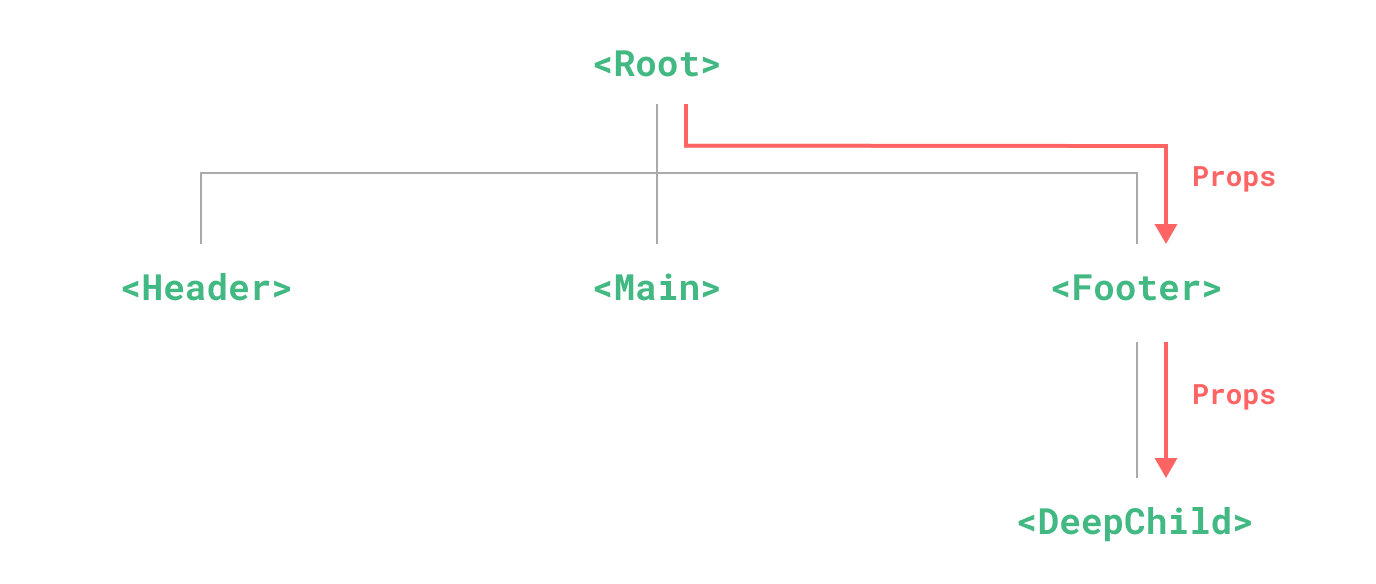 <Root>
Props
<Header>
<Main>
<Footer>
Props
<DeepChild>